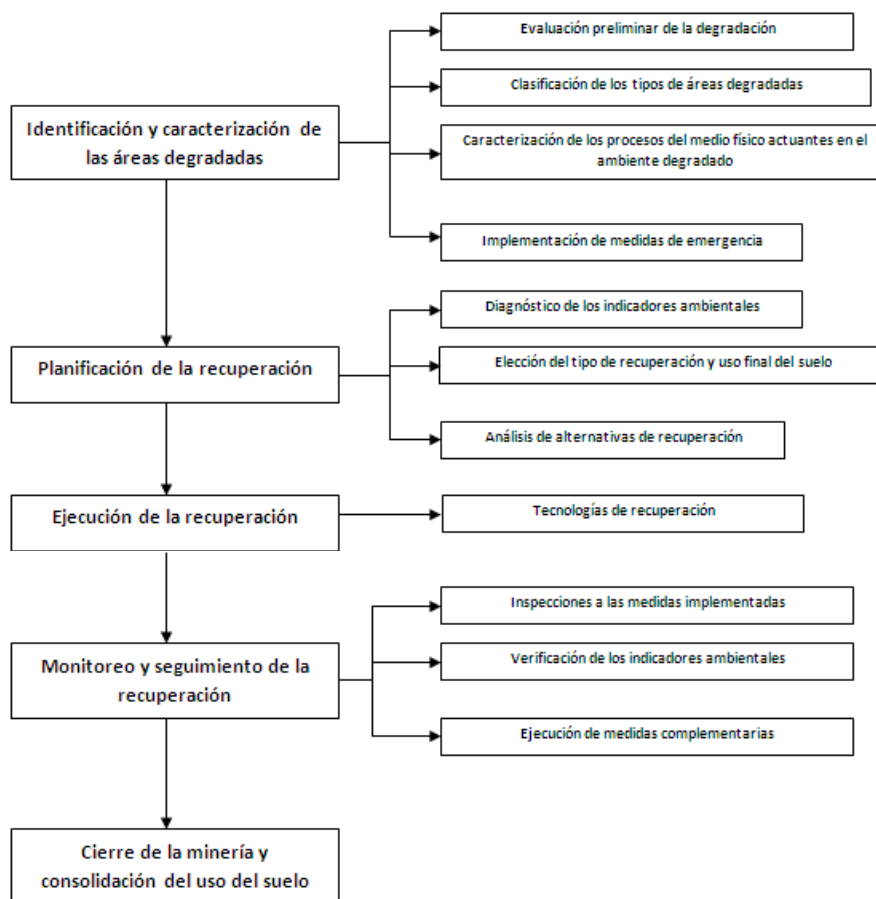 Identificación y caracterización de
las áreas degradadas
Evaluación preliminar de la degradación
Clasificación de los tipos de áreas degradadas
Caracterización de los procesos del medio físico actuantes en el
ambiente degradado
Implementación de medidas de emergencia
Planificación de la recuperación
Diagnóstico de los indicadores ambientales
Elección del tipo de recuperación y uso final del suelo
Análisis de alternativas de recuperación
Ejecución de la recuperación
Tecnologías de recuperación
Monitoreo y seguimiento de la
recuperación
Inspecciones a las medidas implementadas
Verificación de los indicadores ambientales
Ejecución de medidas complementarias
Cierre de la minería y
consolidación del uso del suelo